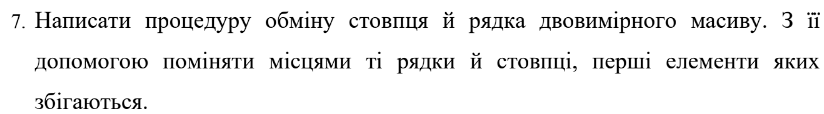 7. Написати процедуру обміну стовпця й рядка двовимірного масиву. З її
допомогою поміняти місцями ті рядки й стовпці, перші елементи яких
збігаються.